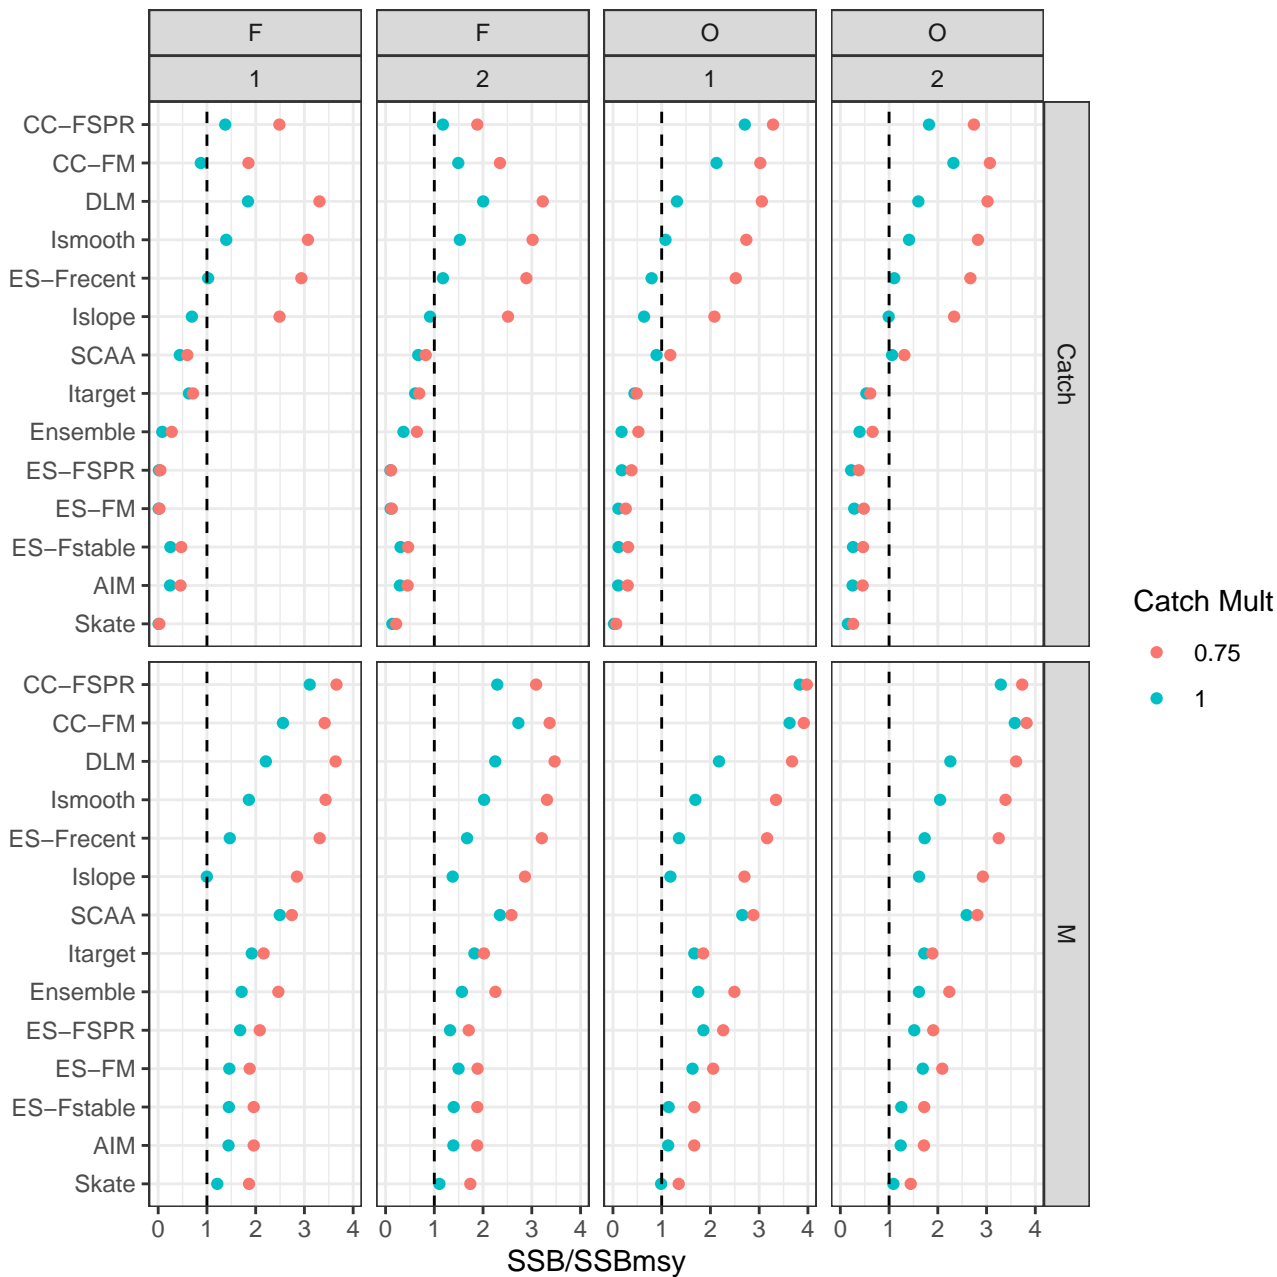 F F O O
1 2 1 2
CC−FSPR
CC−FM
DLM
Ismooth
ES−Frecent
Islope
SCAA
Itarget
Ensemble
ES−FSPR
ES−FM
ES−Fstable
AIM
Skate
Catch
CC−FSPR
CC−FM
DLM
Ismooth
ES−Frecent
Islope
SCAA
Itarget
Ensemble
ES−FSPR
ES−FM
ES−Fstable
AIM
Skate
M
0 1 2 3 4 0 1 2 3 4 0 1 2 3 4 0 1 2 3 4
SSB/SSBmsy
Catch Mult
0.75
1